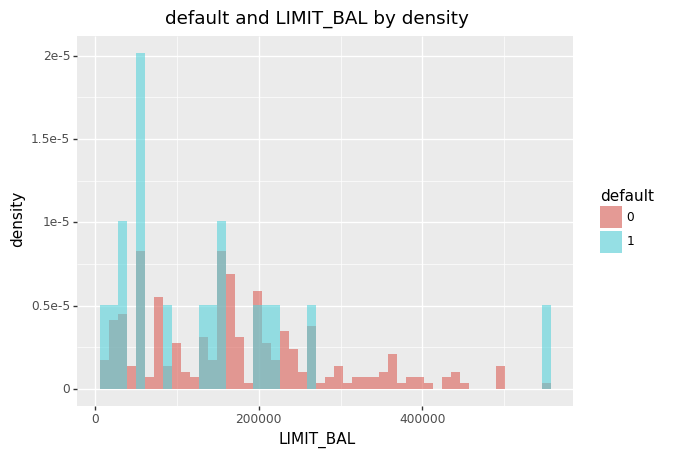 default and LIMIT_BAL by density
density
2e-5
1.5e-5
1e-5
0.5e-5
0
0
200000
400000
LIMIT_BAL
default
0
1